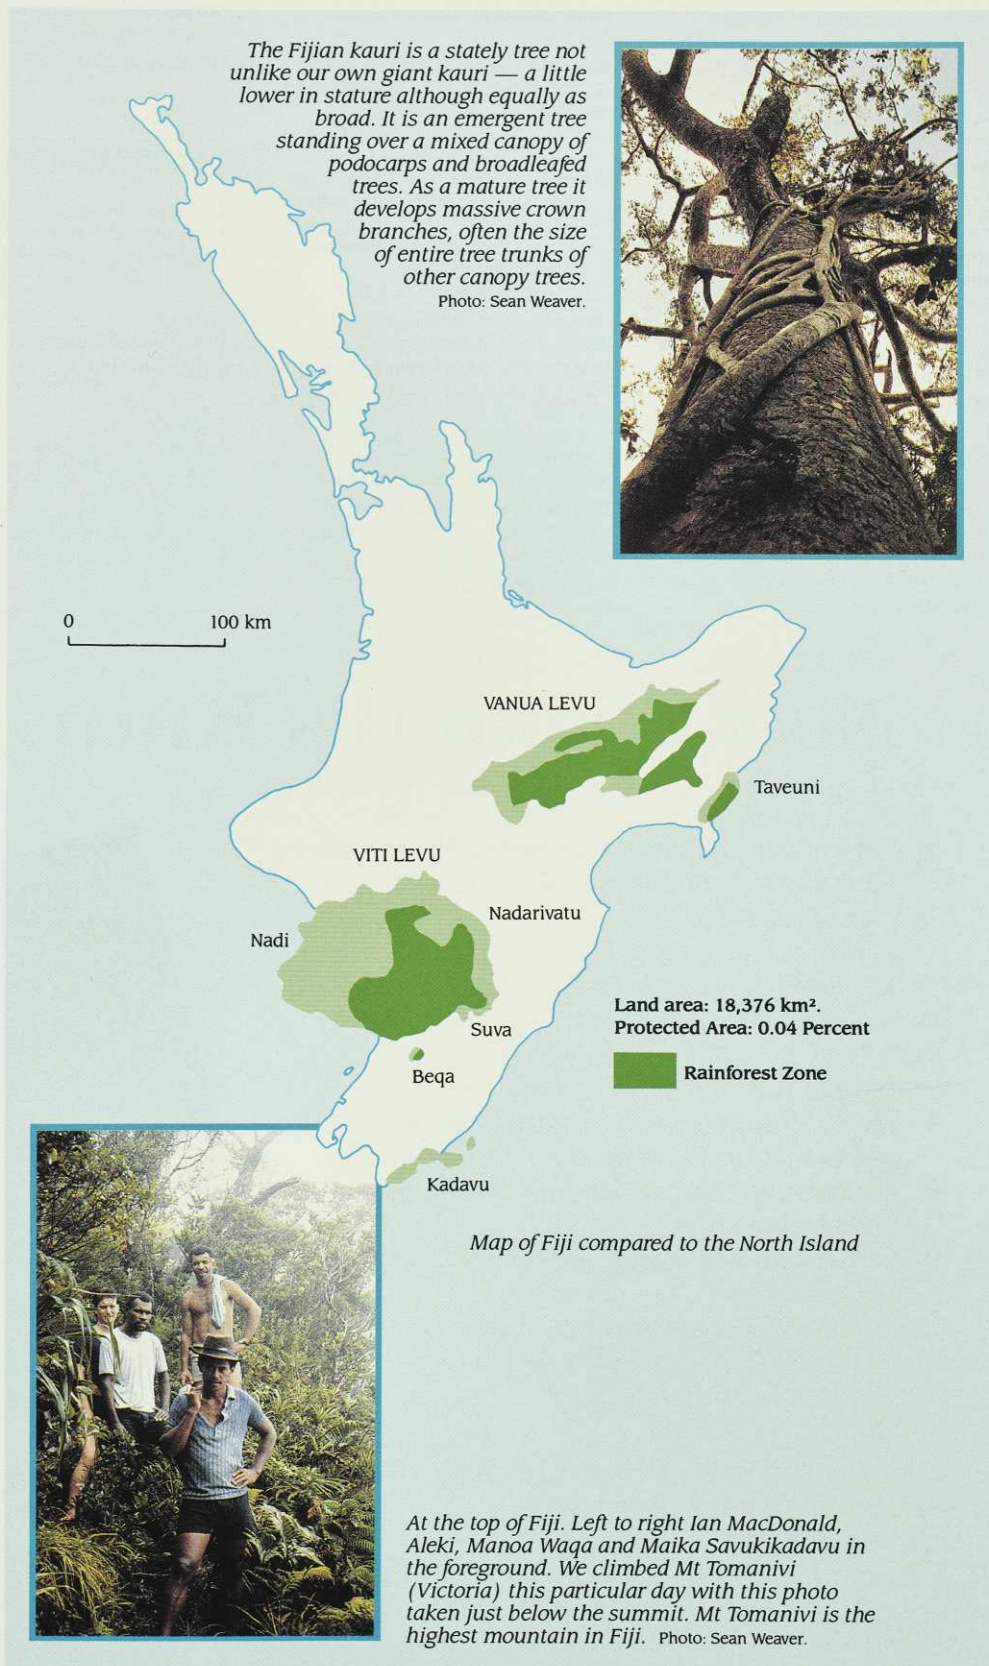 The Fijian kauri is a stately tree not
unlike our own giant kauri — a little
lower in stature although equally as
broad. It is an emergent tree
standing over a mixed canopy of
podocarps and broadleafed
trees. As a mature tree it
develops massive crown
branches, often the size
of entire tree trunks of
other canopy trees.
Photo: Sean Weaver.
0 100 km
VANUA LEVU
Taveuni
VITI LEVU
Nadarivatu
Nadi
Suva
Beqa
Kadavu
Land area: 18,376 km².
Protected Area: 0.04 Percent
Rainforest Zone
Map of Fiji compared to the North Island
At the top of Fiji. Left to right Ian MacDonald,
Aleki, Manoa Waqa and Maika Savukikadavu in
the foreground. We climbed Mt Tomanivi
(Victoria) this particular day with this photo
taken just below the summit. Mt Tomanivi is the
highest mountain in Fiji. Photo: Sean Weaver.